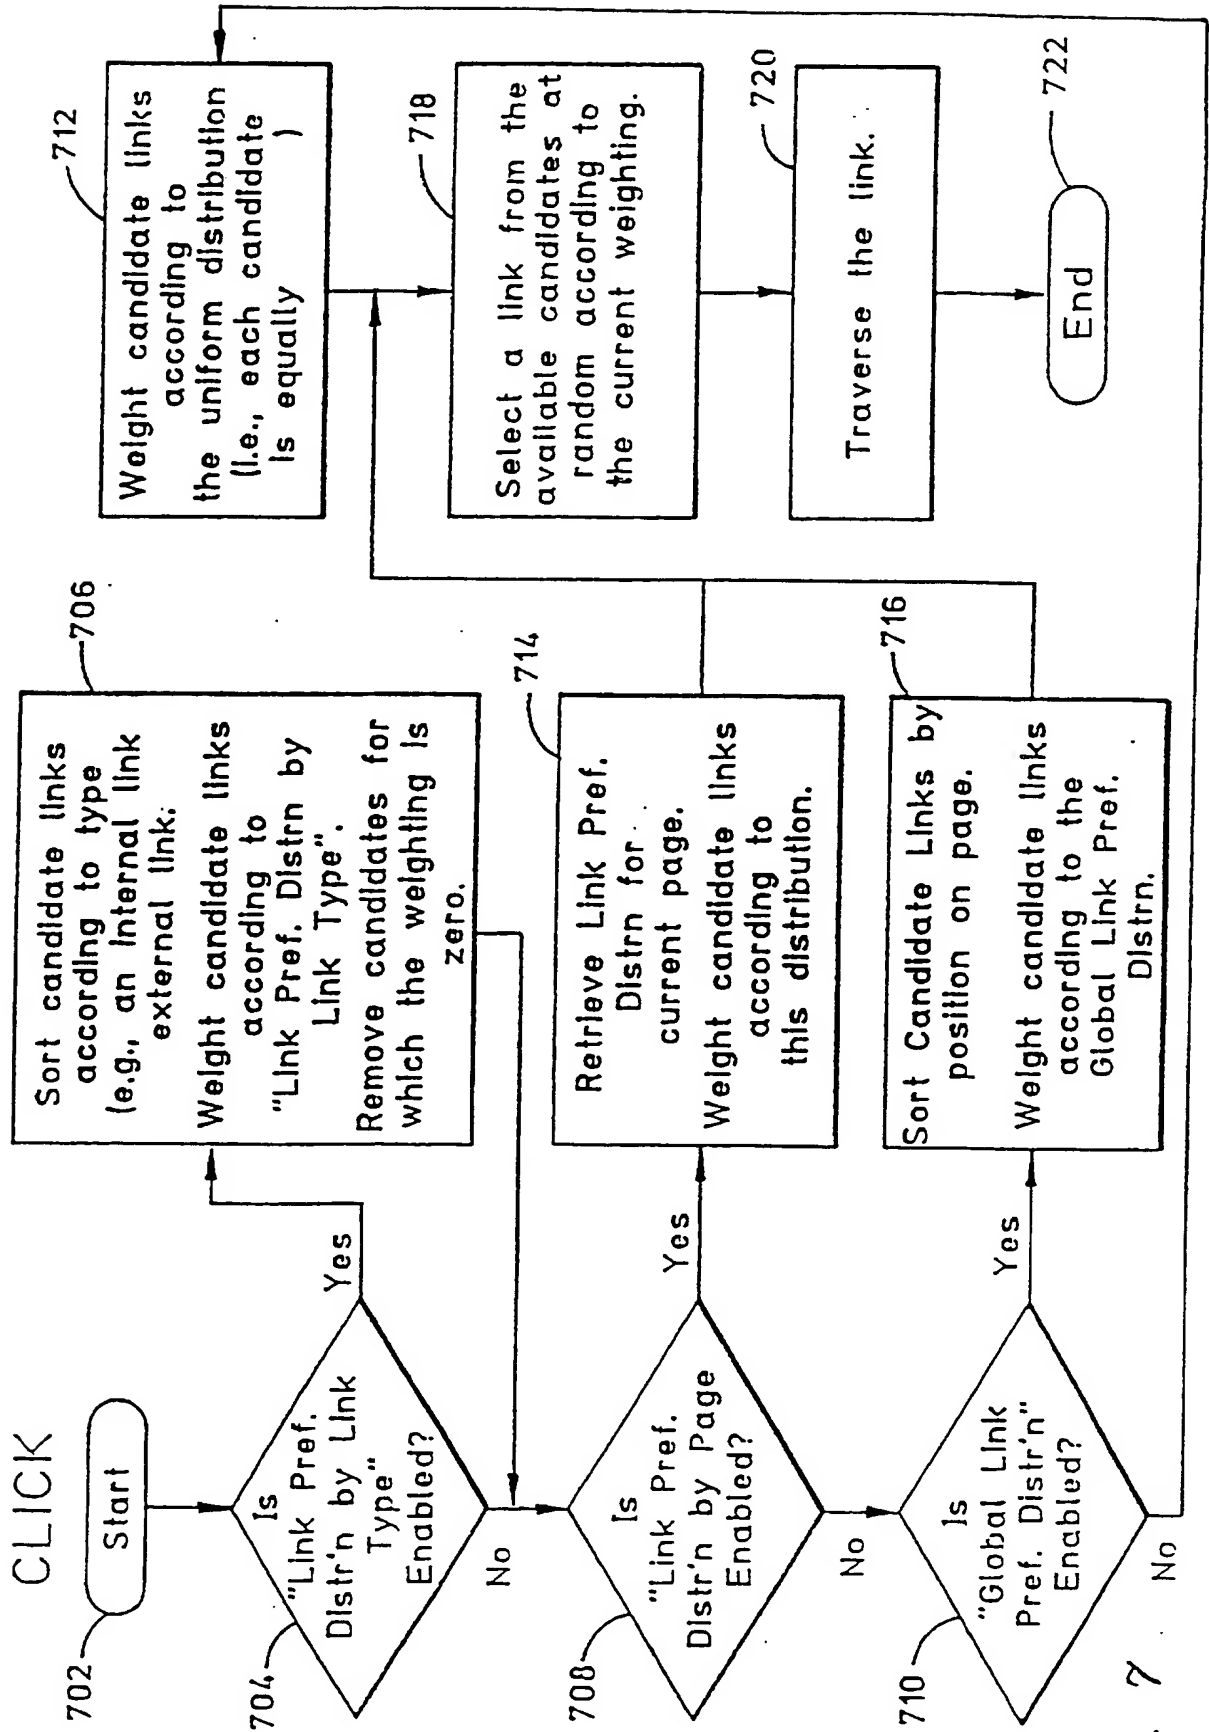 CLICK
702
Start
704
Is
"Link Pref.
Distr'n by Link
Type"
Enabled?
Yes
No
706
Sort candidate links
according to type
(e.g., an internal link
external link.
Weight candidate links
according to
"Link Pref. Distrn by
Link Type".
Remove candidates for
which the weighting is
zero.
708
Is
"Link Pref.
Distr'n by Page
Enabled?
Yes
No
714
Retrieve Link Pref.
Distrn for
current page.
Weight candidate links
according to
this distribution.
710
Is
"Global Link
Pref. Distr'n"
Enabled?
Yes
No
716
Sort Candidate Links by
position on page.
Weight candidate links
according to the
Global Link Pref.
Distrn.
712
Weight candidate links
according to
the uniform distribution
(i.e., each candidate
is equally )
718
Select a link from the
available candidates at
random according to
the current weighting.
720
Traverse the link.
722
End
7